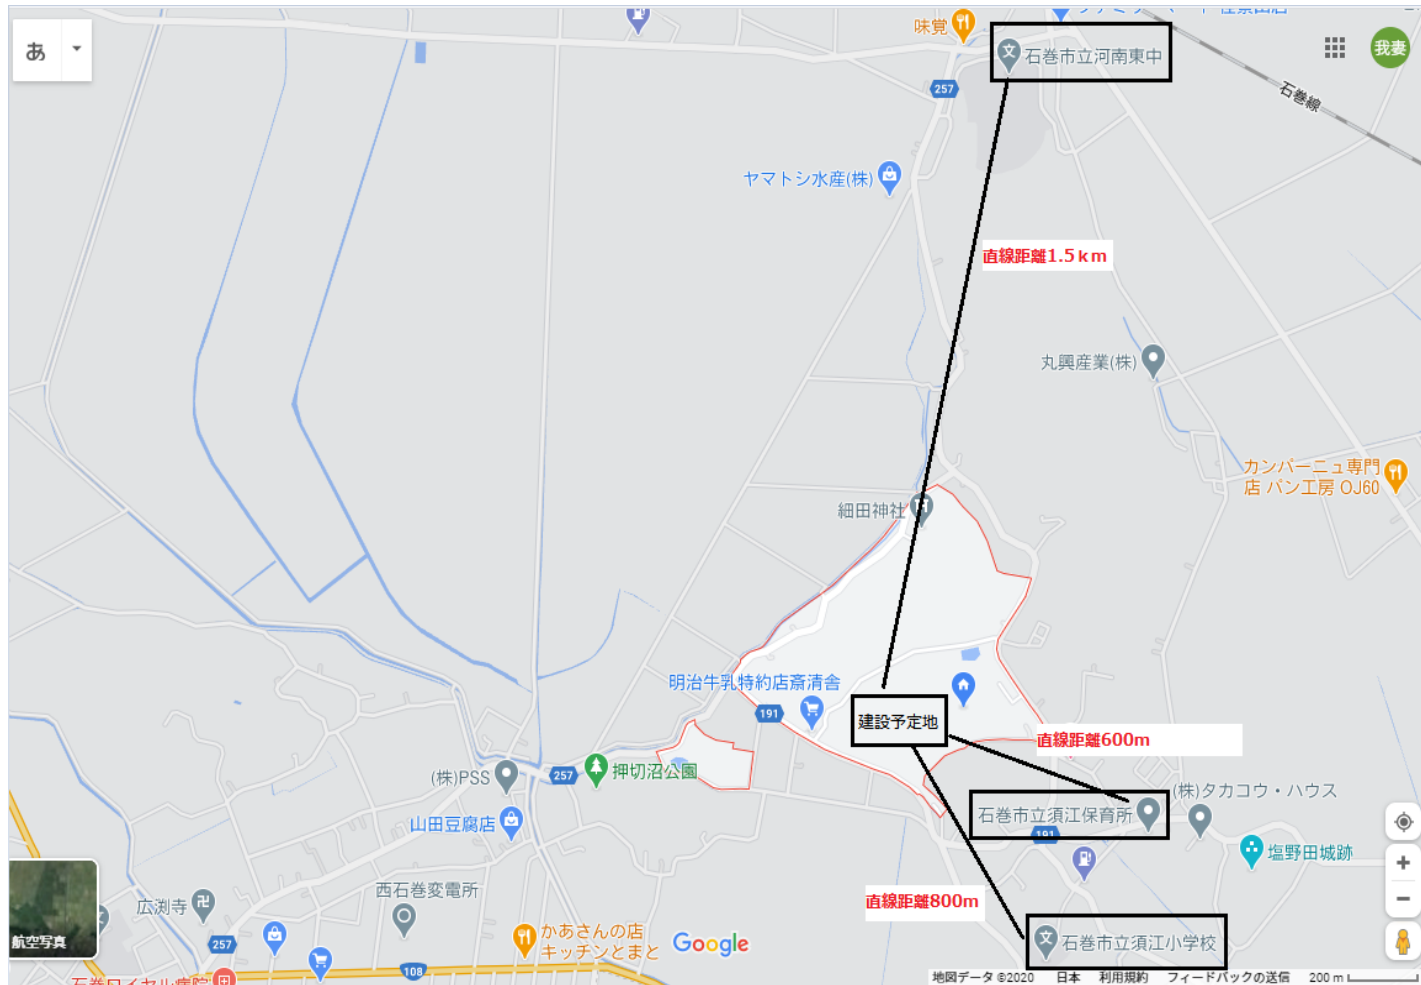 あ
味覚
石巻市立河南東中
我妻
257
石巻線
ヤマトシ水産(株)
直線距離1.5km
丸興産業(株)
カンパーニュ専門
店 パン工房 OJ60
細田神社
明治牛乳特約店斎清舎
191
建設予定地
直線距離600m
257
押切沼公園
(株)PSS
山田豆腐店
石巻市立須江保育所
(株)タカコウ・ハウス
191
塩野田城跡
西石巻変電所
直線距離800m
広渕寺
航空写真
257
かあさんの店
キッチンとまと
Google
石巻市立須江小学校
108
石巻ロイヤル病院
地図データ ©2020 日本 利用規約 フィードバックの送信 200 m